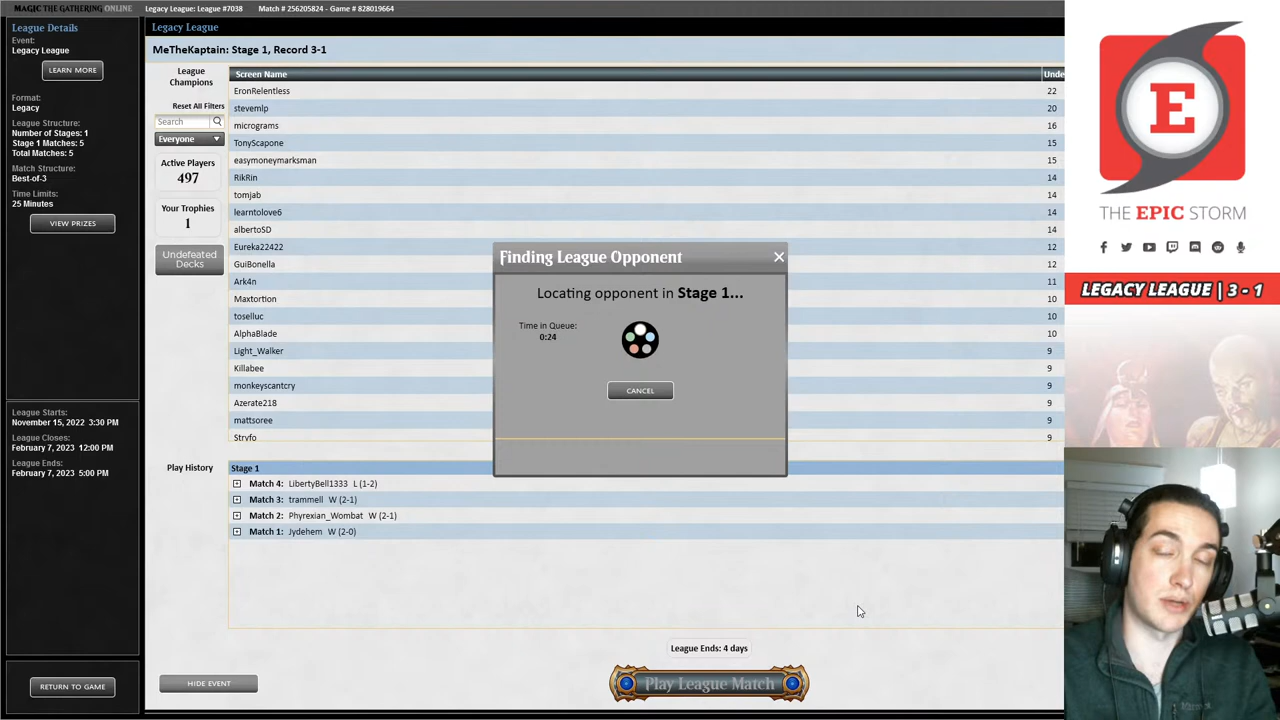 MAGIC THE GATHERING ONLINE
Legacy League: League #7038
Match # 256205824 - Game # 828019664
League Details
Event:
Legacy League
LEARN MORE
Format:
Legacy
League Structure:
Number of Stages: 1
Stage 1 Matches: 5
Total Matches: 5
Match Structure:
Best-of-3
Time Limits:
25 Minutes
VIEW PRIZES
League Starts:
November 15, 2022 3:30 PM
League Closes:
February 7, 2023 12:00 PM
League Ends:
February 7, 2023 5:00 PM
RETURN TO GAME
Legacy League
MeTheKaptain: Stage 1, Record 3-1
League
Champions
Reset All Filters
Search
Everyone
Active Players
497
Your Trophies
1
Undefeated
Decks
Screen Name
Unde
EronRelentless 22
stevemlp 20
micrograms 16
TonyScapone 15
easymoneymarksman 15
RikRin 14
tomjab 14
learntolove6 14
albertoSD 14
Eureka22422 12
GuiBonella 12
Ark4n 11
Maxtortion 10
toselluc 10
AlphaBlade 10
Light_Walker 9
Killabee 9
monkeyscantcry 9
Azerate218 9
mattsoree 9
Stryfo 9
Finding League Opponent
Locating opponent in Stage 1...
Time in Queue:
0:24
CANCEL
Play History
Stage 1
Match 4: LibertyBell1333 L (1-2)
Match 3: trammell W (2-1)
Match 2: Phyrexian_Wombat W (2-1)
Match 1: Jydehem W (2-0)
League Ends: 4 days
HIDE EVENT
Play League Match
E
THE EPIC STORM
LEGACY LEAGUE | 3 - 1